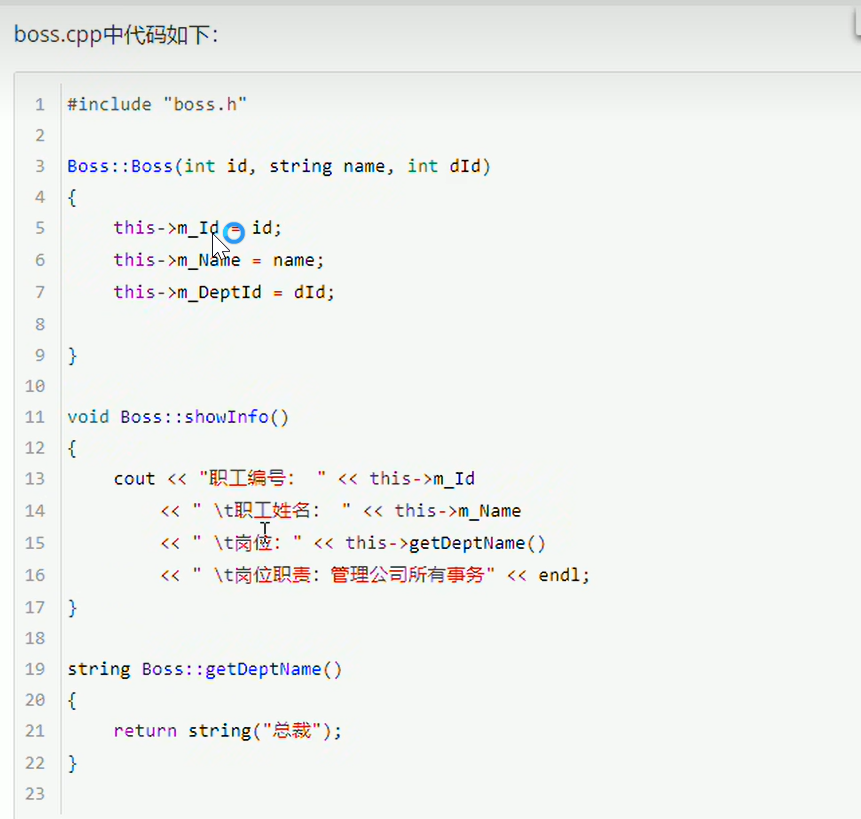 boss.cpp中代码如下:
1 #include "boss.h"
2
3 Boss::Boss(int id, string name, int dId)
4 {
5     this->m_Id = id;
6     this->m_Name = name;
7     this->m_DeptId = dId;
8
9 }
10
11 void Boss::showInfo()
12 {
13     cout << "职工编号: " << this->m_Id
14         << " \t职工姓名: " << this->m_Name
15         << " \t岗位:" << this->getDeptName()
16         << " \t岗位职责:管理公司所有事务" << endl;
17 }
18
19 string Boss::getDeptName()
20 {
21     return string("总裁");
22 }
23